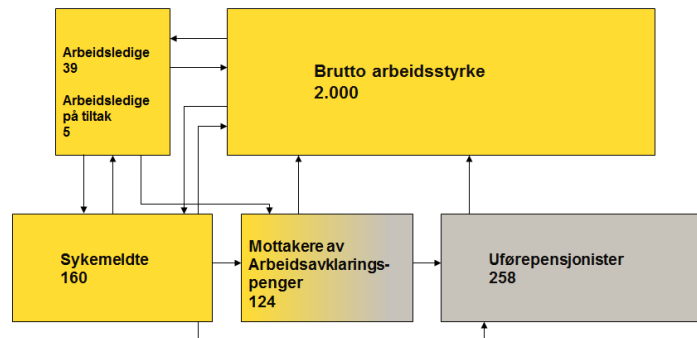 Arbeidsledige
39
Arbeidsledige
på tiltak
5
Brutto arbeidsstyrke
2.000
Sykemeldte
160
Mottakere av
Arbeidsavklarings-
penger
124
Uførepensjonister
258